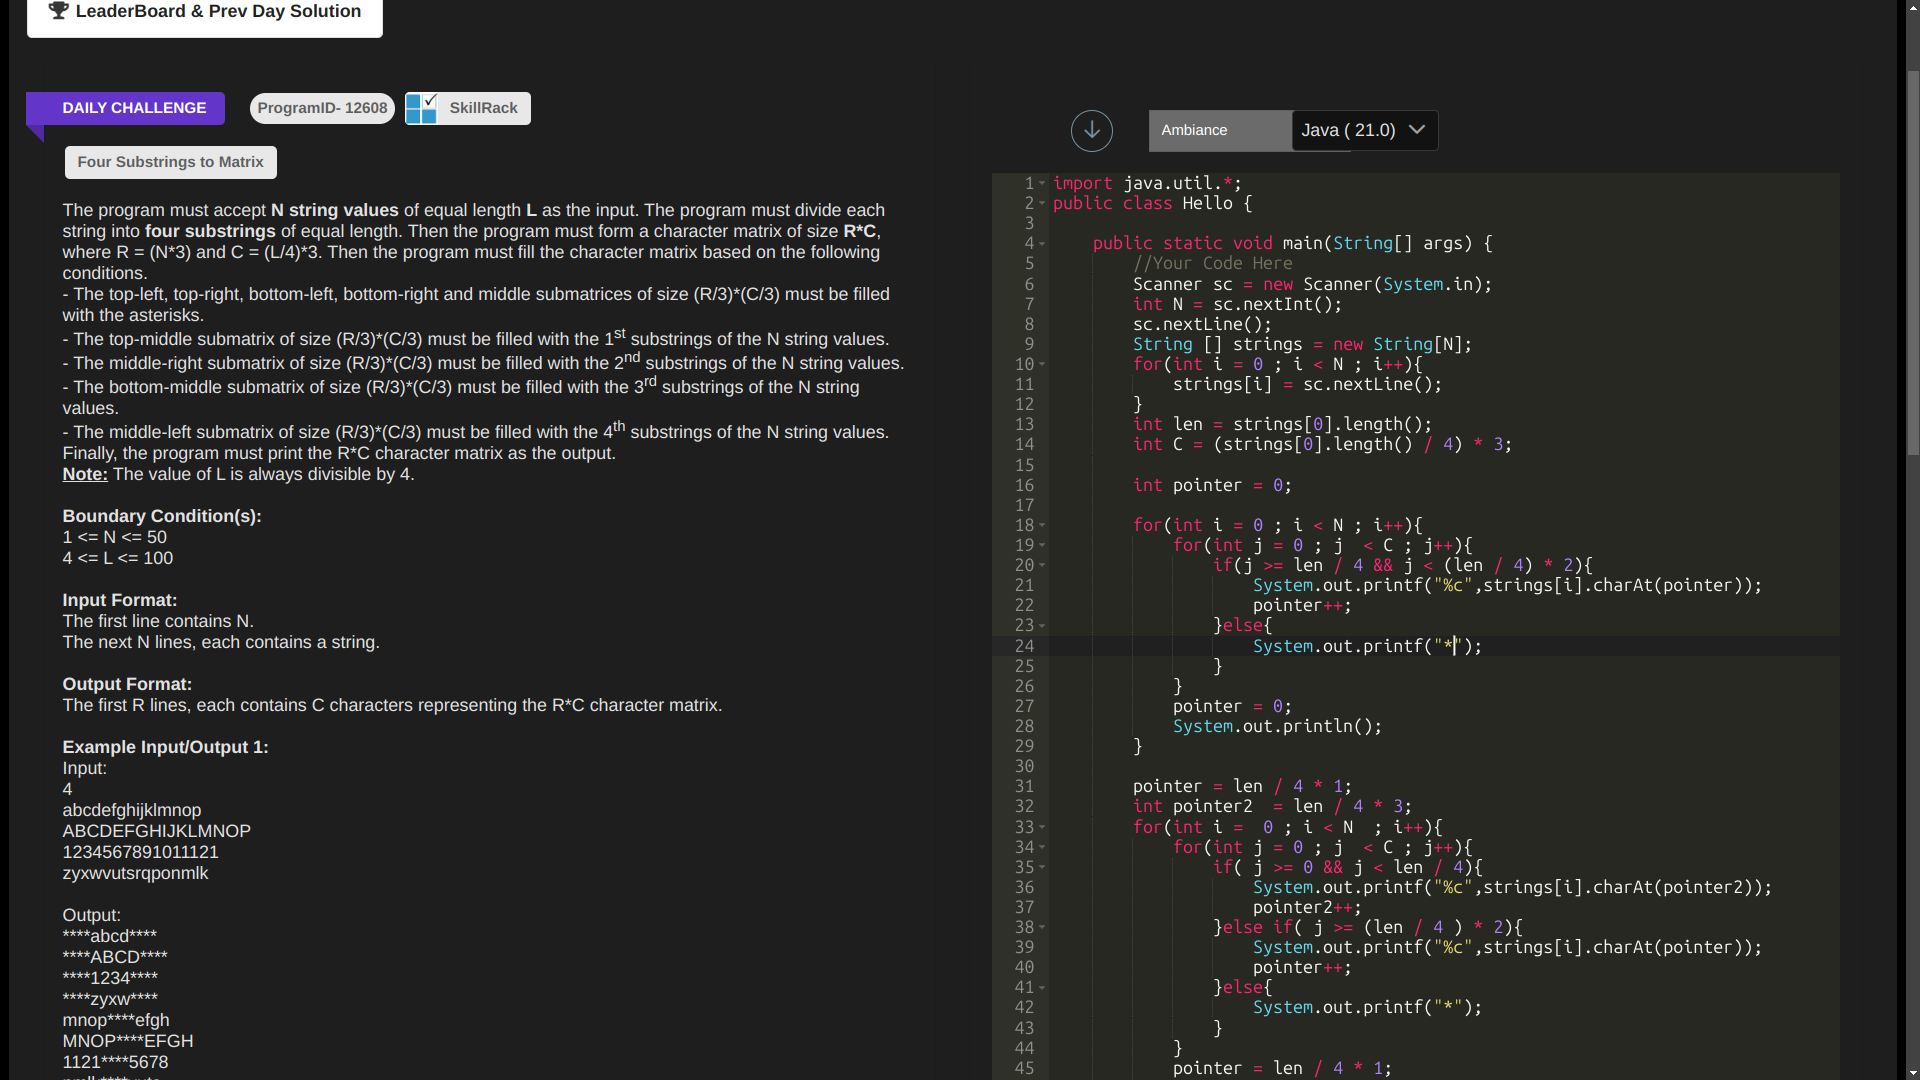 LeaderBoard & Prev Day Solution
DAILY CHALLENGE
ProgramID- 12608
SkillRack
Four Substrings to Matrix
The program must accept N string values of equal length L as the input. The program must divide each
string into four substrings of equal length. Then the program must form a character matrix of size R*C,
where R = (N*3) and C = (L/4)*3. Then the program must fill the character matrix based on the following
conditions.
- The top-left, top-right, bottom-left, bottom-right and middle submatrices of size (R/3)*(C/3) must be filled
with the asterisks.
- The top-middle submatrix of size (R/3)*(C/3) must be filled with the 1st substrings of the N string values.
- The middle-right submatrix of size (R/3)*(C/3) must be filled with the 2nd substrings of the N string values.
- The bottom-middle submatrix of size (R/3)*(C/3) must be filled with the 3rd substrings of the N string
values.
- The middle-left submatrix of size (R/3)*(C/3) must be filled with the 4th substrings of the N string values.
Finally, the program must print the R*C character matrix as the output.
Note: The value of L is always divisible by 4.
Boundary Condition(s):
1 <= N <= 50
4 <= L <= 100
Input Format:
The first line contains N.
The next N lines, each contains a string.
Output Format:
The first R lines, each contains C characters representing the R*C character matrix.
Example Input/Output 1:
Input:
4
abcdefghijklmnop
ABCDEFGHIJKLMNOP
1234567891011121
zyxwvutsrqponmlk
Output:
****abcd****
****ABCD****
****1234****
****zyxw****
mnop****efgh
MNOP****EFGH
1121****5678
Ambiance
Java ( 21.0)
1 import java.util.*;
2 public class Hello {
3
4 public static void main(String[] args) {
5 //Your Code Here
6 Scanner sc = new Scanner(System.in);
7 int N = sc.nextInt();
8 sc.nextLine();
9 String [] strings = new String[N];
10 for(int i = 0 ; i < N ; i++){
11 strings[i] = sc.nextLine();
12 }
13 int len = strings[0].length();
14 int C = (strings[0].length() / 4) * 3;
15
16 int pointer = 0;
17
18 for(int i = 0 ; i < N ; i++){
19 for(int j = 0 ; j  < C ; j++){
20 if(j >= len / 4 && j < (len / 4) * 2){
21 System.out.printf("%c",strings[i].charAt(pointer));
22 pointer++;
23 }else{
24 System.out.printf("*");
25 }
26 }
27 pointer = 0;
28 System.out.println();
29 }
30
31 pointer = len / 4 * 1;
32 int pointer2  = len / 4 * 3;
33 for(int i =  0 ; i < N  ; i++){
34 for(int j = 0 ; j  < C ; j++){
35 if( j >= 0 && j < len / 4){
36 System.out.printf("%c",strings[i].charAt(pointer2));
37 pointer2++;
38 }else if( j >= (len / 4 ) * 2){
39 System.out.printf("%c",strings[i].charAt(pointer));
40 pointer++;
41 }else{
42 System.out.printf("*");
43 }
44 }
45 pointer = len / 4 * 1;